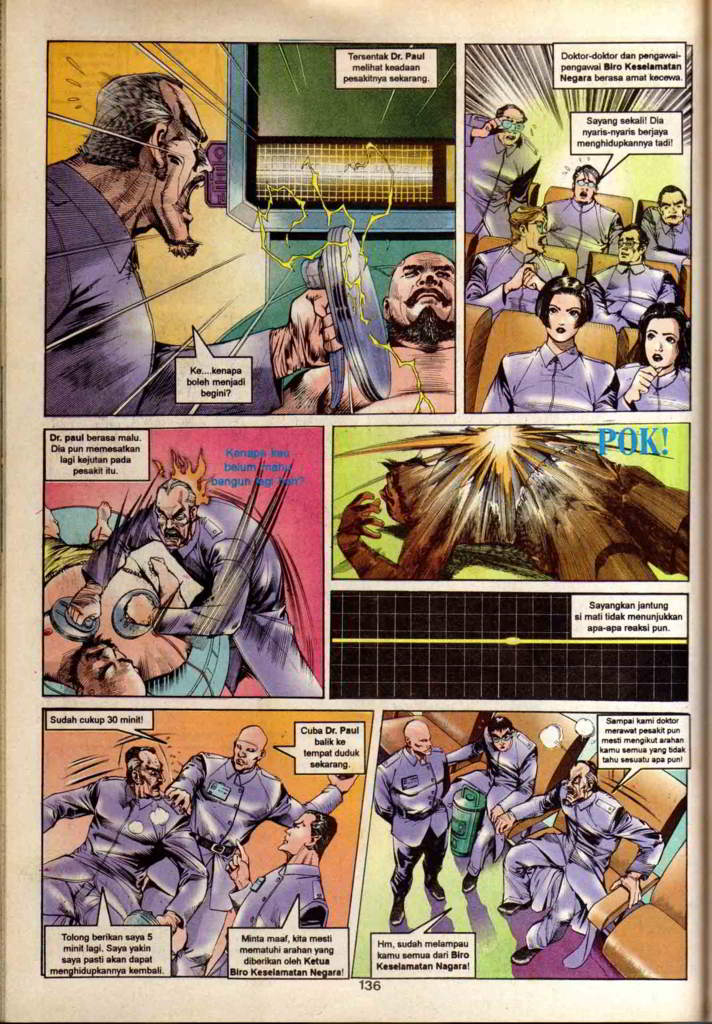 Tersentak Dr. Paul
melihat keadaan
pesakitnya sekarang.
Ke....kenapa
boleh menjadi
begini?
Doktor-doktor dan pengawai-
pengawai Biro Keselamatan
Negara berasa amat kecewa.
Sayang sekali! Dia
nyaris-nyaris berjaya
menghidupkannya tadi!
Dr. paul berasa malu.
Dia pun memesatkan
lagi kejutan pada
pesakit itu.
Kenapa kau
belum mahu
bangun lagi hah?
POK!
Sayangkan jantung
si mati tidak menunjukkan
apa-apa reaksi pun.
Sudah cukup 30 minit!
Cuba Dr. Paul
balik ke
tempat duduk
sekarang.
Tolong berikan saya 5
minit lagi. Saya yakin
saya pasti akan dapat
menghidupkannya kembali.
Minta maaf, kita mesti
mematuhi arahan yang
diberikan oleh Ketua
Biro Keselamatan Negara!
Sampai kami doktor
merawat pesakit pun
mesti mengikut arahan
kamu semua yang tidak
tahu sesuatu apa pun!
Hm, sudah melampau
kamu semua dari Biro
Keselamatan Nagara!
136